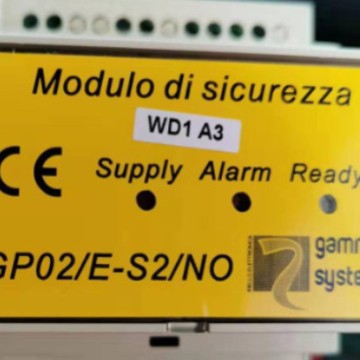 Modulo di sicurezza
WD1 A3
CE
Supply Alarm Ready
GP02/E-S2/NO